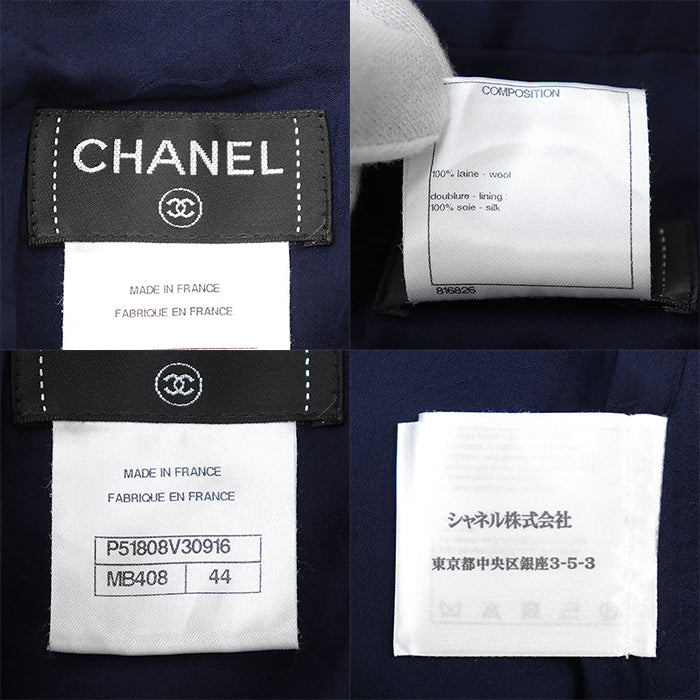 CHANEL
MADE IN FRANCE
FABRIQUE EN FRANCE
COMPOSITION
100% laine - wool
doublure - lining :
100% soie - silk
816826
MADE IN FRANCE
FABRIQUE EN FRANCE
P51808V30916
MB408 44
シャネル株式会社
東京都中央区銀座3-5-3